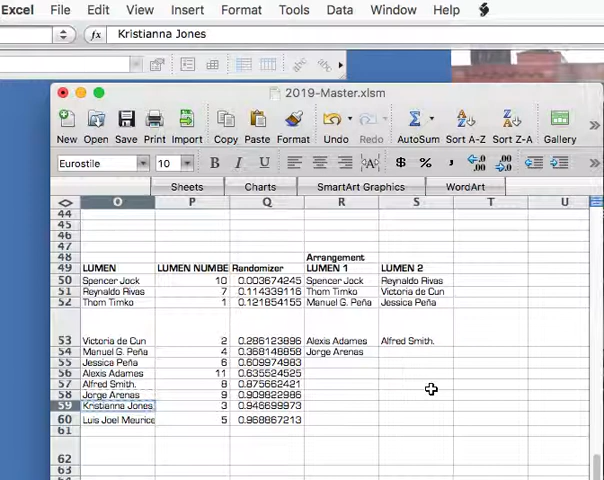 Excel File Edit View Insert Format Tools Data Window Help
fx Kristianna Jones
2019-Master.xlsm
New Open Save Print Import Copy Paste Format Undo Redo AutoSum Sort A-Z Sort Z-A Gallery
Eurostile 10 B I U $ %
Sheets Charts SmartArt Graphics WordArt
O P Q R S T U
44
45
46
47
48 Arrangement
49 LUMEN LUMEN NUMBE Randomizer LUMEN 1 LUMEN 2
50 Spencer Jock 10 0.003674245 Spencer Jock Reynaldo Rivas
51 Reynaldo Rivas 7 0.114339116 Thom Timko Victoria de Cun
52 Thom Timko 1 0.121854155 Manuel G. Peña Jessica Peña
53 Victoria de Cun 2 0.286123896 Alexis Adames Alfred Smith.
54 Manuel G. Peña 4 0.368148858 Jorge Arenas
55 Jessica Peña 6 0.609974983
56 Alexis Adames 11 0.635524525
57 Alfred Smith. 8 0.875662421
58 Jorge Arenas 9 0.909822986
59 Kristianna Jones 3 0.946699973
60 Luis Joel Meurice 5 0.968867213
61
62
63